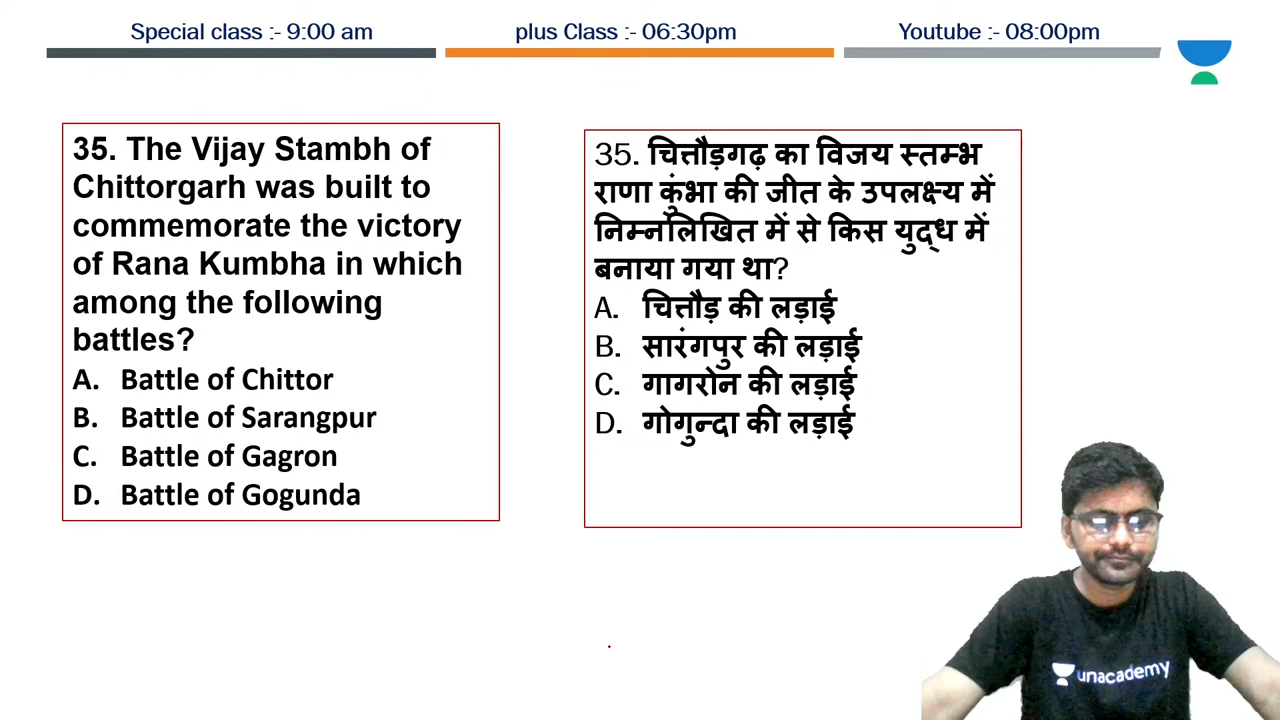 Special class :- 9:00 am
plus Class :- 06:30pm
Youtube :- 08:00pm
35. The Vijay Stambh of
Chittorgarh was built to
commemorate the victory
of Rana Kumbha in which
among the following
battles?
A. Battle of Chittor
B. Battle of Sarangpur
C. Battle of Gagron
D. Battle of Gogunda
35. चित्तौड़गढ़ का विजय स्तम्भ
राणा कुंभा की जीत के उपलक्ष्य में
निम्नलिखित में से किस युद्ध में
बनाया गया था?
A. चित्तौड़ की लड़ाई
B. सारंगपुर की लड़ाई
C. गागरोन की लड़ाई
D. गोगुन्दा की लड़ाई
unacademy